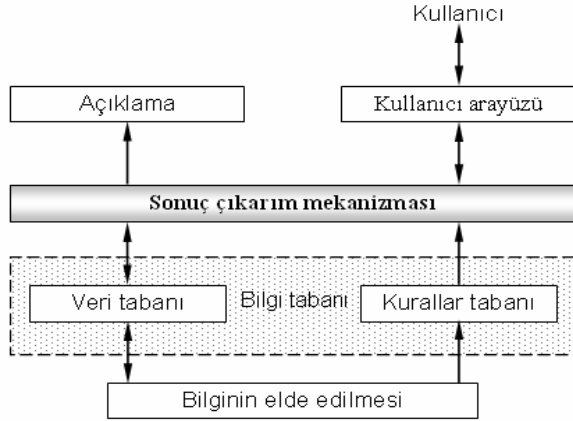 Kullanıcı
Açıklama
Kullanıcı arayüzü
Sonuç çıkarım mekanizması
Veri tabanı
Bilgi tabanı
Kurallar tabanı
Bilginin elde edilmesi